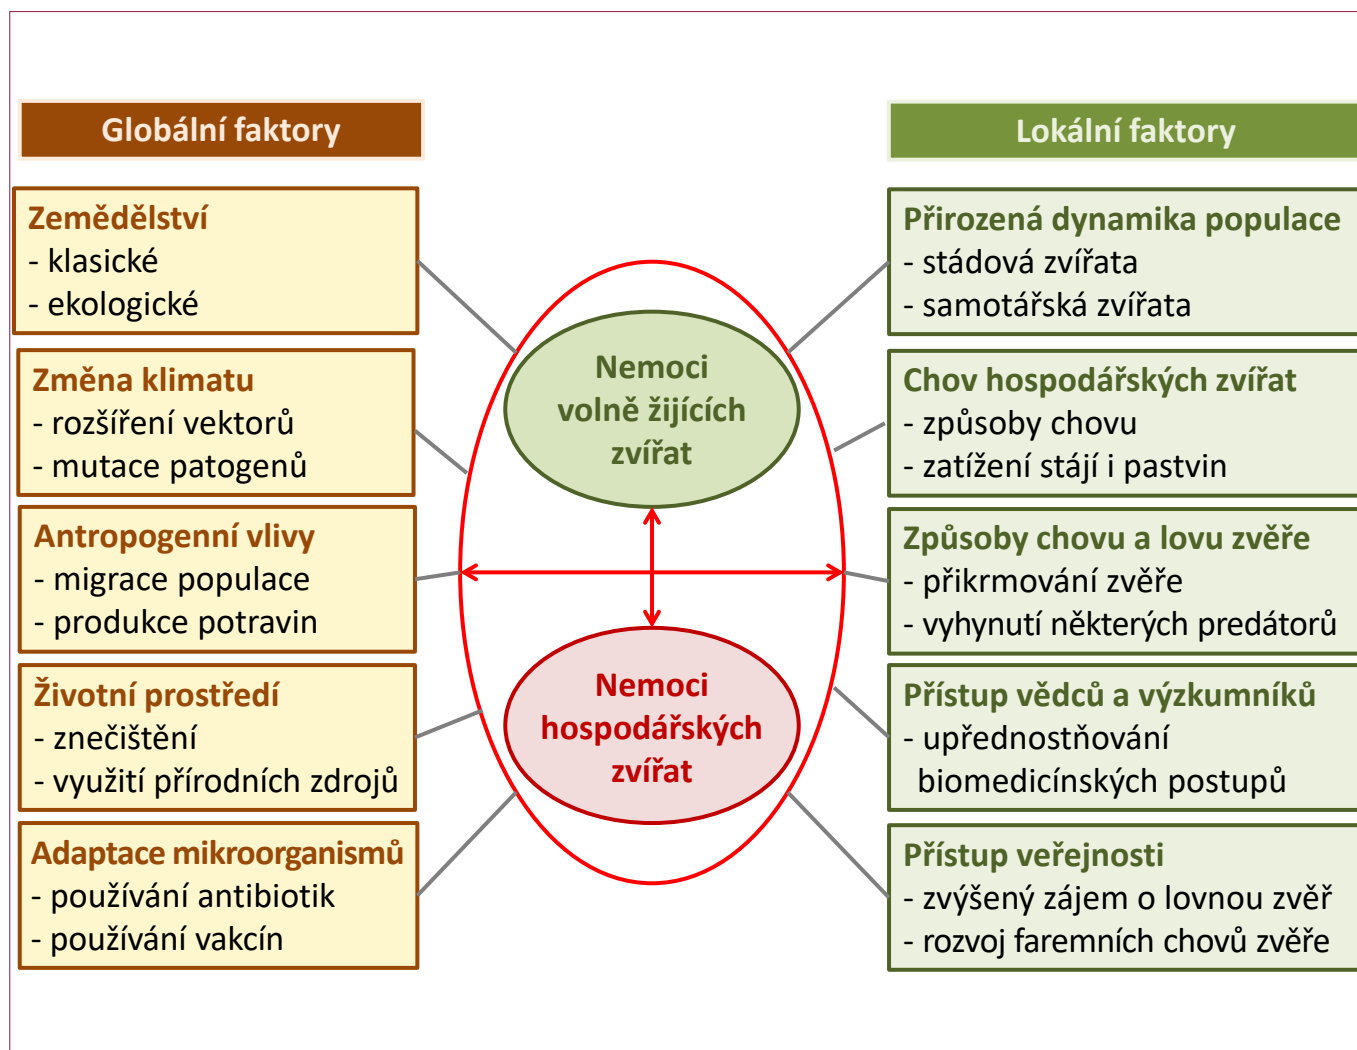 Globální faktory
Zemědělství
- klasické
- ekologické
Změna klimatu
- rozšíření vektorů
- mutace patogenů
Antropogenní vlivy
- migrace populace
- produkce potravin
Životní prostředí
- znečištění
- využití přírodních zdrojů
Adaptace mikroorganismů
- používání antibiotik
- používání vakcín
Nemoci
volně žijících
zvířat
Nemoci
hospodářských
zvířat
Lokální faktory
Přirozená dynamika populace
- stádová zvířata
- samotářská zvířata
Chov hospodářských zvířat
- způsoby chovu
- zatížení stájí i pastvin
Způsoby chovu a lovu zvěře
- přikrmování zvěře
- vyhynutí některých predátorů
Přístup vědců a výzkumníků
- upřednostňování
biomedicínských postupů
Přístup veřejnosti
- zvýšený zájem o lovnou zvěř
- rozvoj faremních chovů zvěře